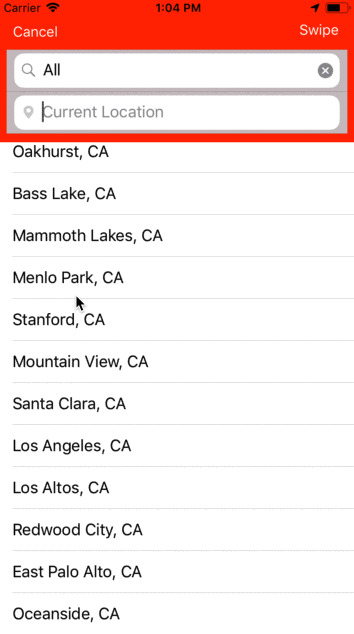 Carrier 1:04 PM
Cancel Swipe
All
Current Location
Oakhurst, CA
Bass Lake, CA
Mammoth Lakes, CA
Menlo Park, CA
Stanford, CA
Mountain View, CA
Santa Clara, CA
Los Angeles, CA
Los Altos, CA
Redwood City, CA
East Palo Alto, CA
Oceanside, CA